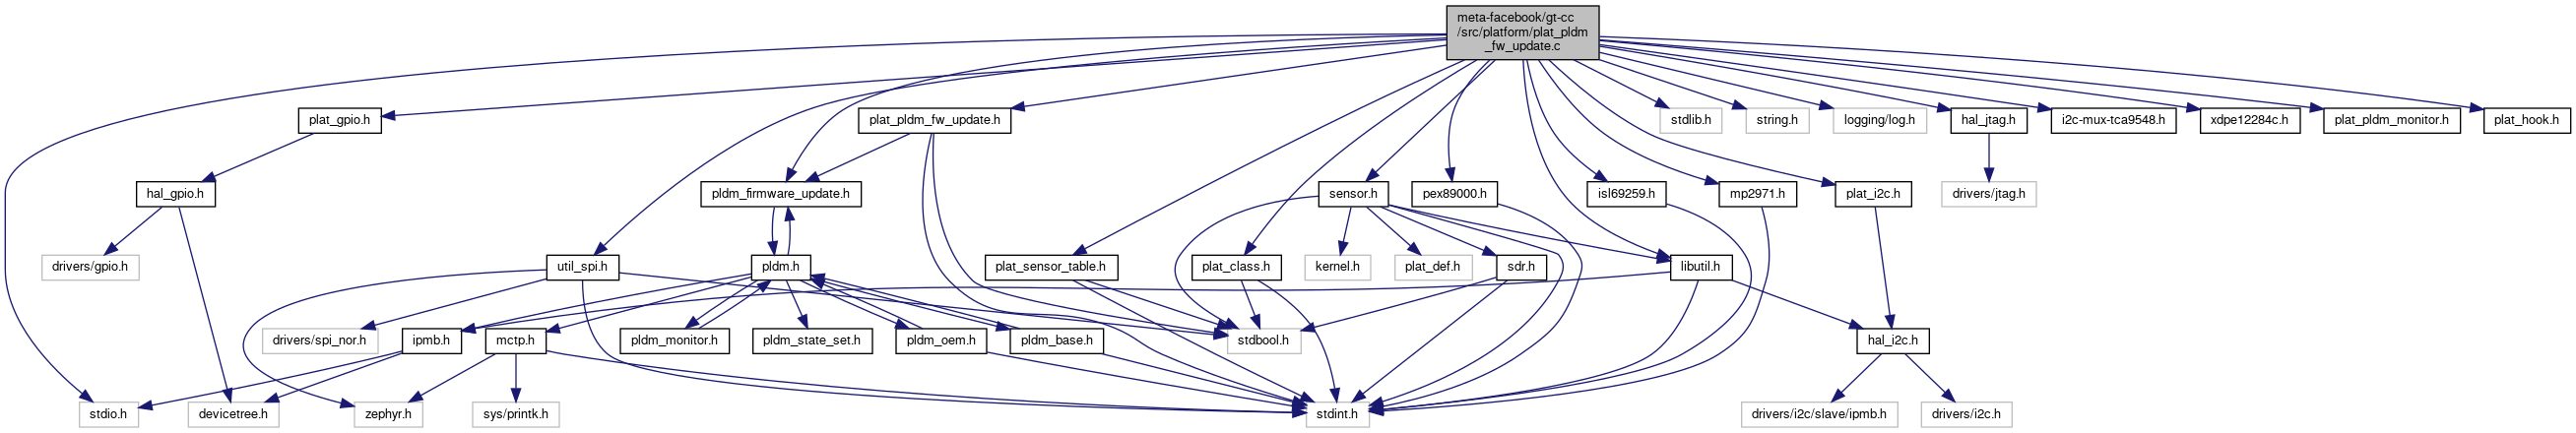 meta-facebook/gt-cc
/src/platform/plat_pldm
_fw_update.c
plat_gpio.h
plat_pldm_fw_update.h
stdlib.h
string.h
logging/log.h
hal_jtag.h
i2c-mux-tca9548.h
xdpe12284c.h
plat_pldm_monitor.h
plat_hook.h
hal_gpio.h
pldm_firmware_update.h
sensor.h
pex89000.h
isl69259.h
mp2971.h
plat_i2c.h
drivers/jtag.h
drivers/gpio.h
util_spi.h
pldm.h
plat_sensor_table.h
plat_class.h
kernel.h
plat_def.h
sdr.h
libutil.h
drivers/spi_nor.h
ipmb.h
mctp.h
pldm_monitor.h
pldm_state_set.h
pldm_oem.h
pldm_base.h
stdbool.h
hal_i2c.h
stdio.h
devicetree.h
zephyr.h
sys/printk.h
stdint.h
drivers/i2c/slave/ipmb.h
drivers/i2c.h